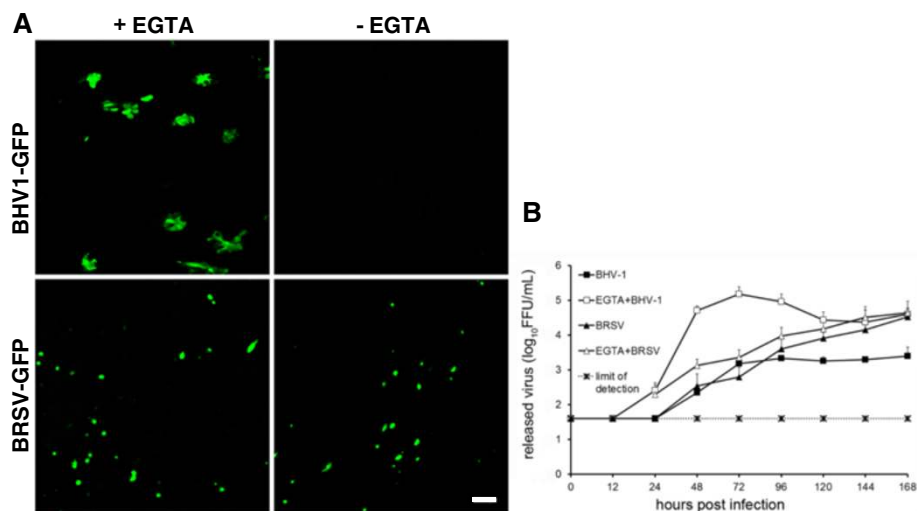 A
+ EGTA
- EGTA
BHV1-GFP
BRSV-GFP
B
released virus (log10FFU/mL)
6
5
4
3
2
1
0
BHV-1
EGTA+BHV-1
BRSV
EGTA+BRSV
limit of
detection
0 12 24 48 72 96 120 144 168
hours post infection